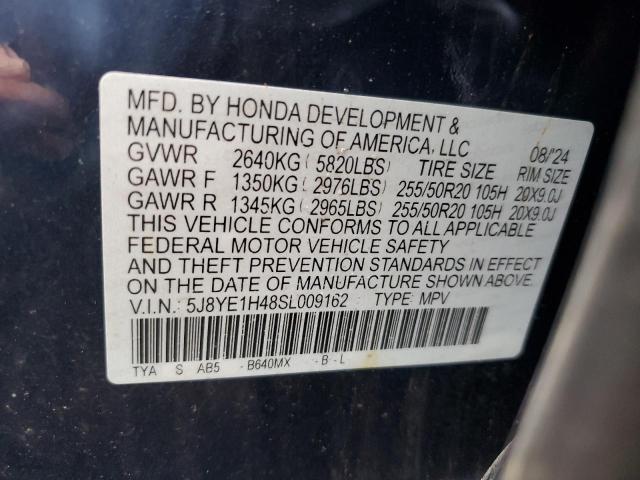 MFD. BY HONDA DEVELOPMENT &
MANUFACTURING OF AMERICA, LLC 08/'24
GVWR 2640KG ( 5820LBS) TIRE SIZE RIM SIZE
GAWR F 1350KG ( 2976LBS) 255/50R20 105H 20X9.0J
GAWR R 1345KG ( 2965LBS) 255/50R20 105H 20X9.0J
THIS VEHICLE CONFORMS TO ALL APPLICABLE
FEDERAL MOTOR VEHICLE SAFETY
AND THEFT PREVENTION STANDARDS IN EFFECT
ON THE DATE OF MANUFACTURE SHOWN ABOVE.
V.I.N.: 5J8YE1H48SL009162 TYPE: MPV
TYA S AB5 -B640MX -B-L